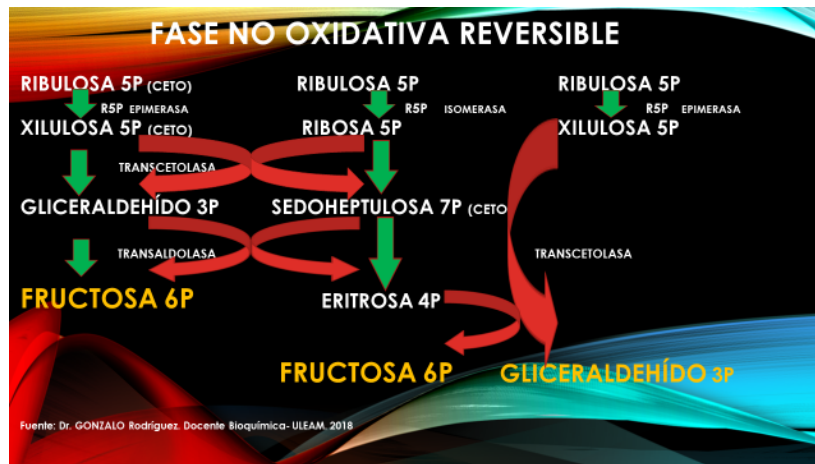 FASE NO OXIDATIVA REVERSIBLE
RIBULOSA 5P (CETO)
RIBULOSA 5P
RIBULOSA 5P
R5P EPIMERASA
R5P ISOMERASA
R5P EPIMERASA
XILULOSA 5P (CETO)
RIBOSA 5P
XILULOSA 5P
TRANSCETOLASA
GLICERALDEHÍDO 3P
SEDOHEPTULOSA 7P (CETO
TRANSALDOLASA
TRANSCETOLASA
FRUCTOSA 6P
ERITROSA 4P
FRUCTOSA 6P
GLICERALDEHÍDO 3P
Fuente: Dr. GONZALO Rodríguez. Docente Bioquímica- ULEAM. 2018